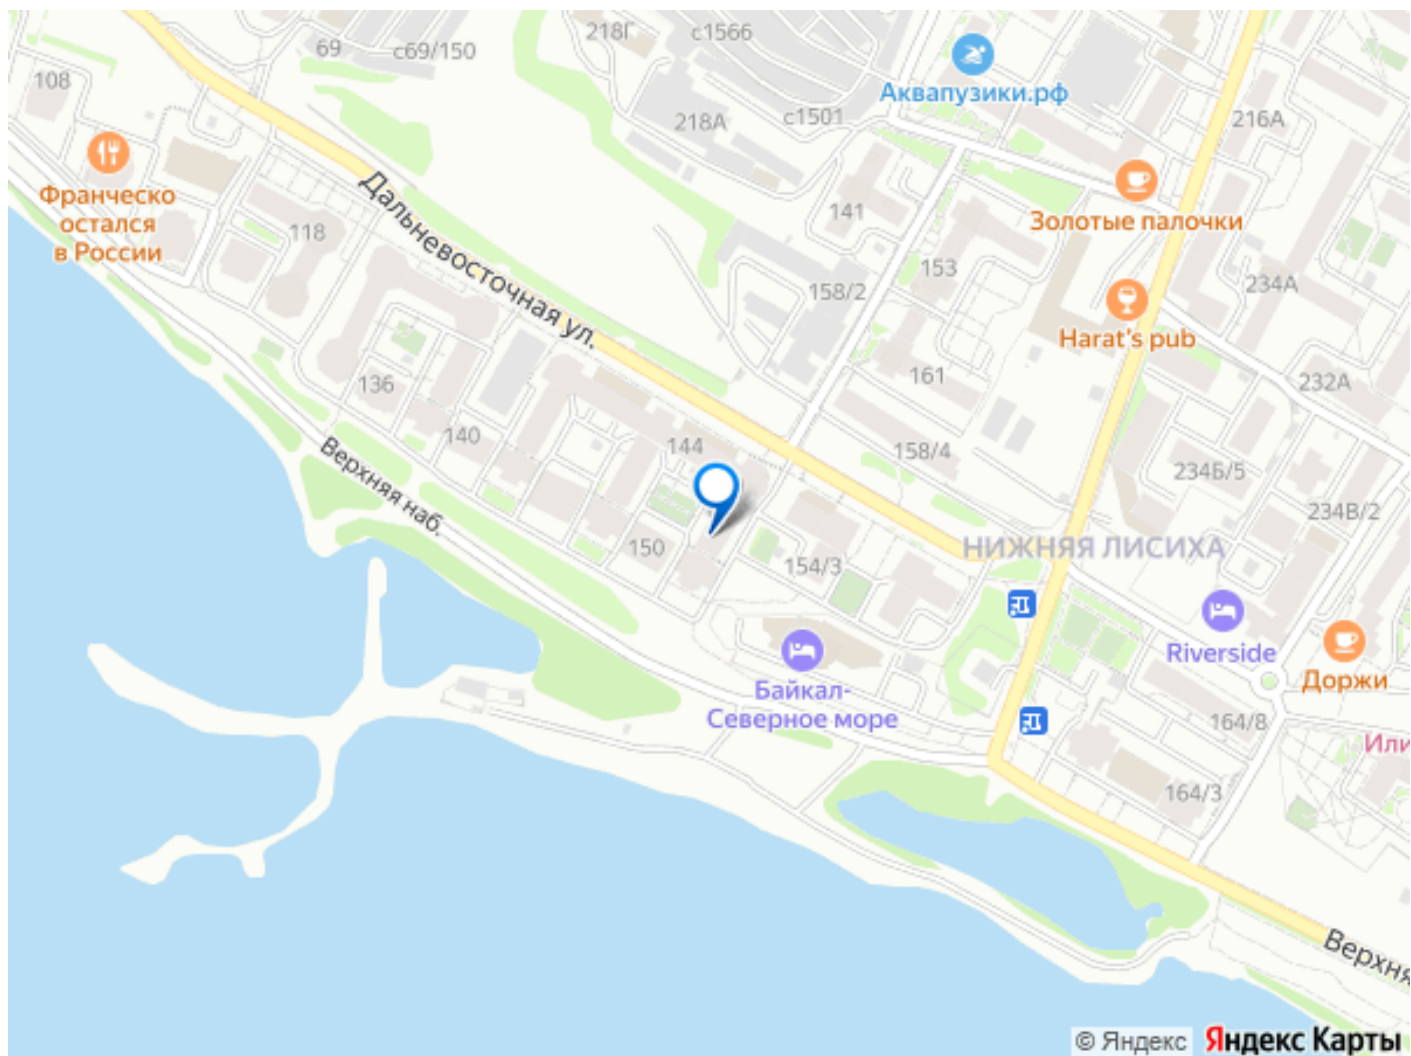 69
с69/150
218Г
с1566
108
Аквапузики.рф
с1501
218А
216А
Франческо
остался
в России
Дальневосточная ул.
118
141
Золотые палочки
153
158/2
234А
Harat's pub
136
161
232А
140
144
158/4
234Б/5
Верхняя наб.
234В/2
150
154/3
НИЖНЯЯ ЛИСИХА
Riverside
Доржи
Байкал-
Северное море
164/8
Или
164/3
Верхня
© Яндекс Яндекс Карты